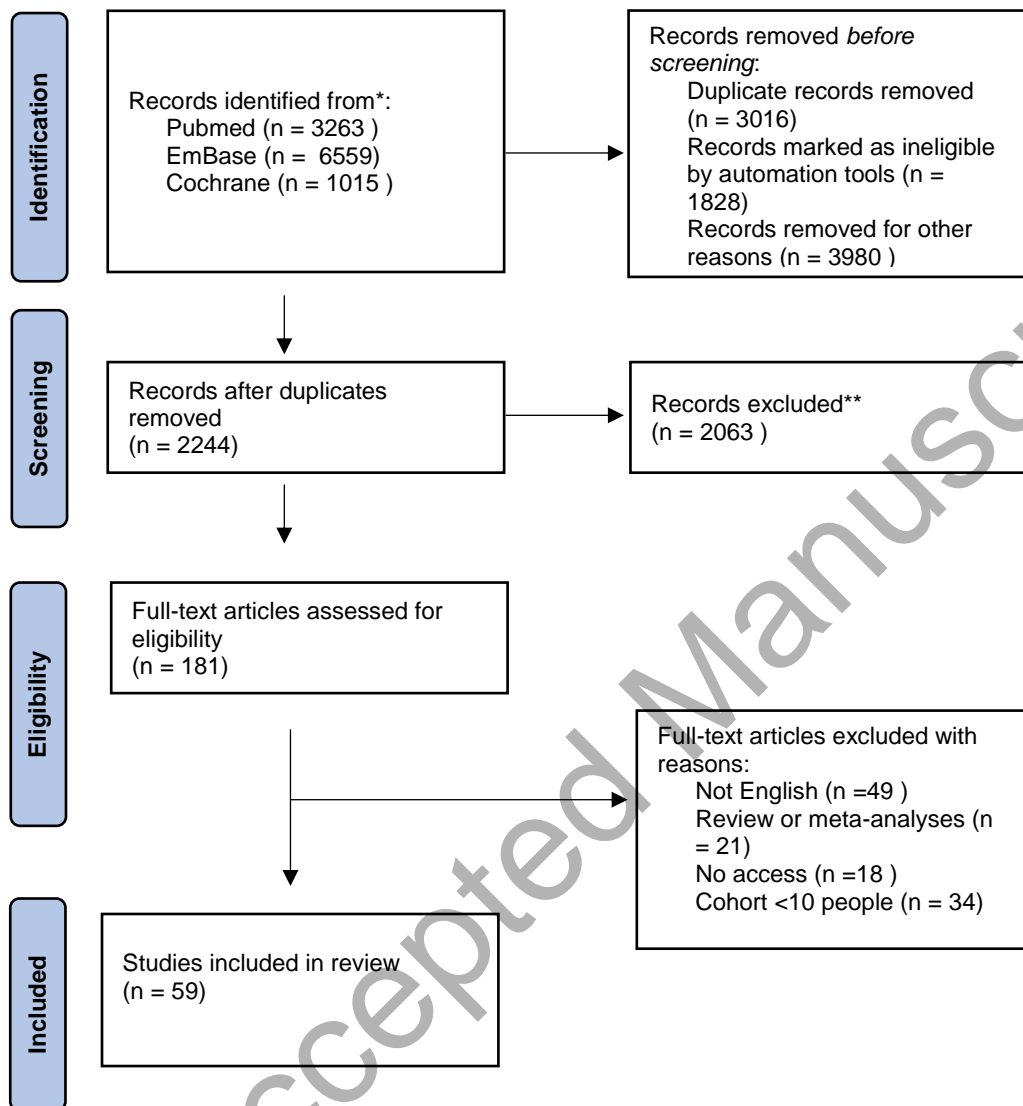 Identification
Records identified from*:
Pubmed (n = 3263 )
EmBase (n =  6559)
Cochrane (n = 1015 )
Records removed before
screening:
Duplicate records removed
(n = 3016)
Records marked as ineligible
by automation tools (n =
1828)
Records removed for other
reasons (n = 3980 )
Screening
Records after duplicates
removed
(n = 2244)
Records excluded**
(n = 2063 )
Eligibility
Full-text articles assessed for
eligibility
(n = 181)
Full-text articles excluded with
reasons:
Not English (n =49 )
Review or meta-analyses (n
= 21)
No access (n =18 )
Cohort <10 people (n = 34)
Included
Studies included in review
(n = 59)
ccepted Manusc